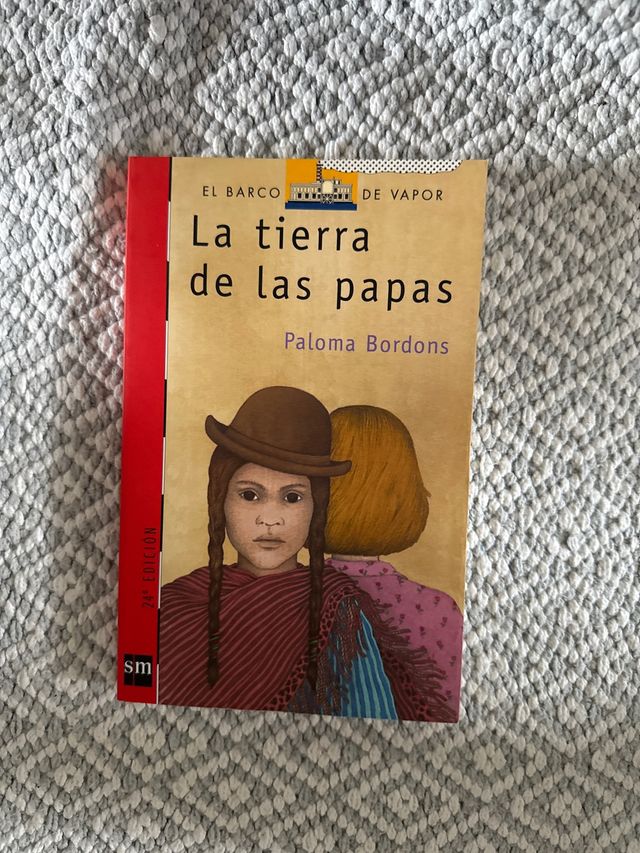 EL BARCO DE VAPOR
La tierra
de las papas
Paloma Bordons
24ª EDICIÓN
sm